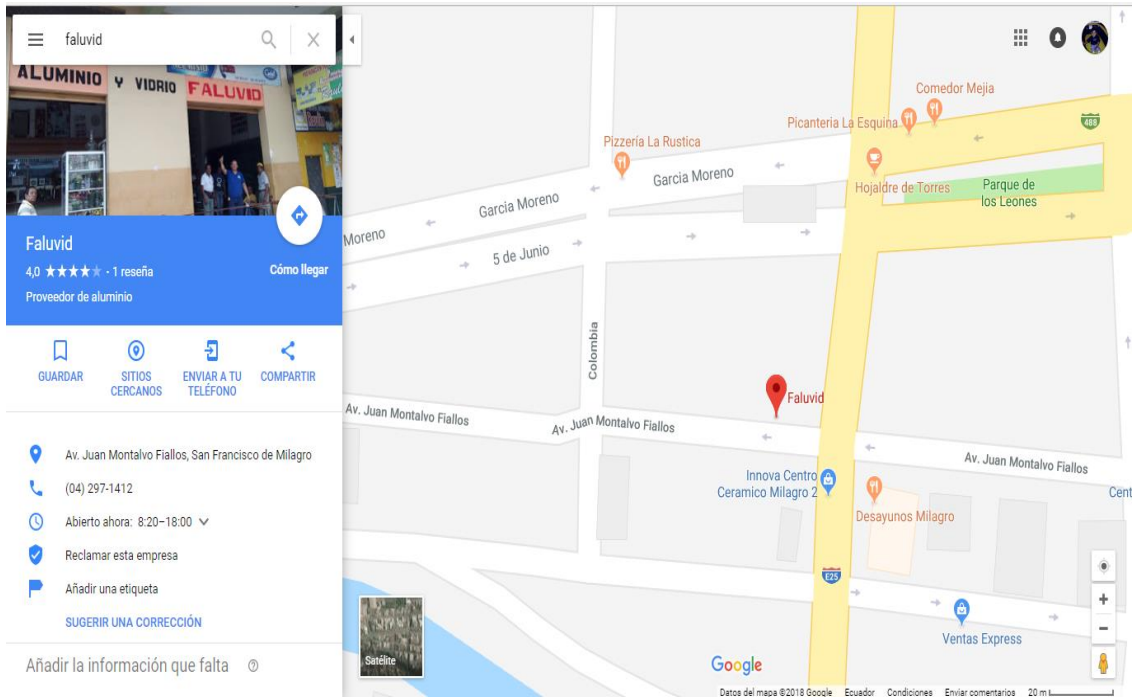 faluvid
ALUMINIO Y VIDRIO FALUVID
Faluvid
4,0 · 1 reseña
Cómo llegar
Proveedor de aluminio
GUARDAR
SITIOS CERCANOS
ENVIAR A TU TELÉFONO
COMPARTIR
Av. Juan Montalvo Fiallos, San Francisco de Milagro
(04) 297-1412
Abierto ahora: 8:20–18:00
Reclamar esta empresa
Añadir una etiqueta
SUGERIR UNA CORRECCIÓN
Añadir la información que falta
Comedor Mejia
Picanteria La Esquina
488
Pizzería La Rustica
Garcia Moreno
Hojaldre de Torres
Parque de
los Leones
Garcia Moreno
Moreno
5 de Junio
Colombia
Faluvid
Av. Juan Montalvo Fiallos
Av. Juan Montalvo Fiallos
Av. Juan Montalvo Fiallos
Innova Centro
Ceramico Milagro 2
Cent
Desayunos Milagro
E25
Ventas Express
Satélite
Google
Datos del mapa ©2018 Google Ecuador Condiciones Enviar comentarios 20 m